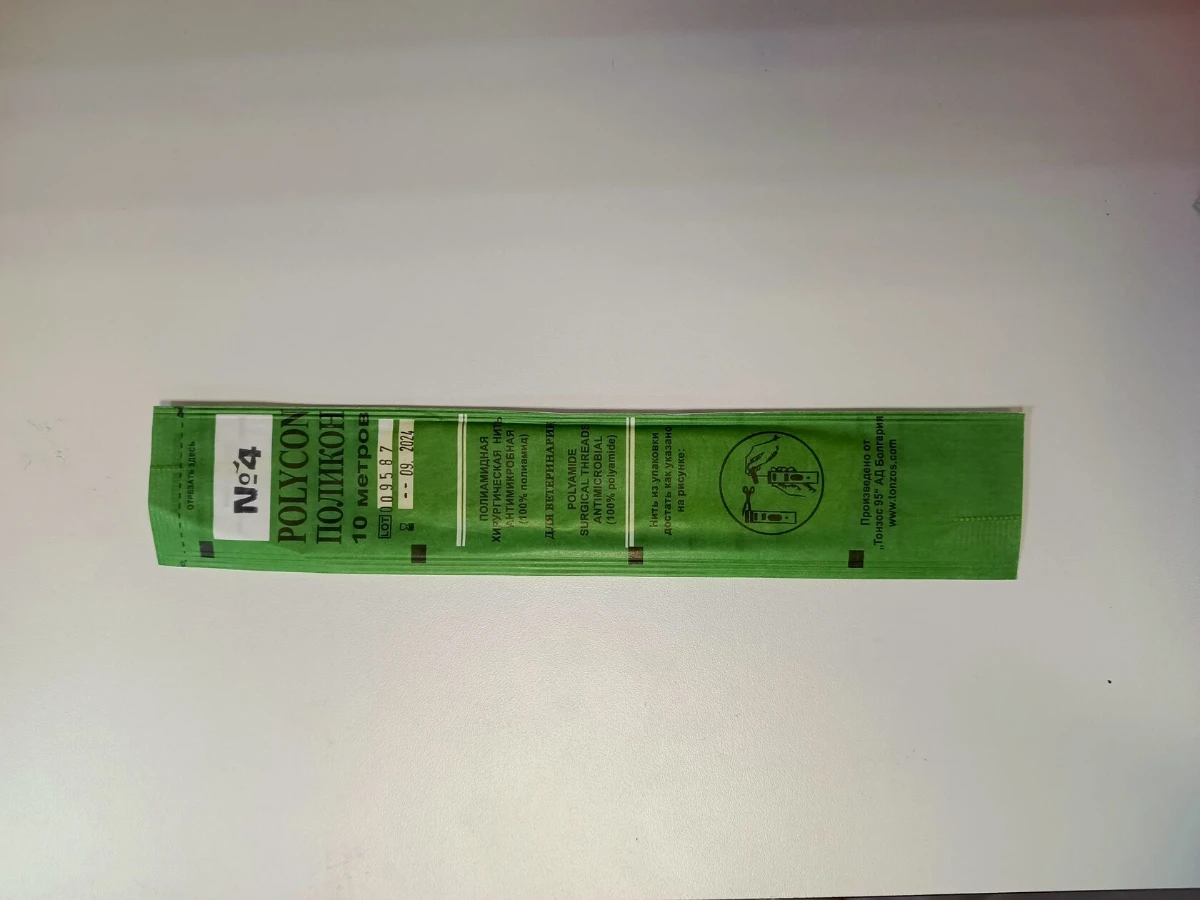 ОТРЕЗАТЬ ЗДЕСЬ
№4
POLYCON
ПОЛИКОН
10 метров
LOT 009587
-- 09. 2024
ПОЛИАМИДНАЯ
ХИРУРГИЧЕСКАЯ НИТЬ
АНТИМИКРОБНАЯ
(100% полиамид)
ДЛЯ ВЕТЕРИНАРИИ
POLYAMIDE
SURGICAL THREADS
ANTIMICROBIAL
(100% polyamide)
Нить из упаковки
достать как указано
на рисунке:
Произведено от
„Тонзос 95" АД Болгария
www.tonzos.com